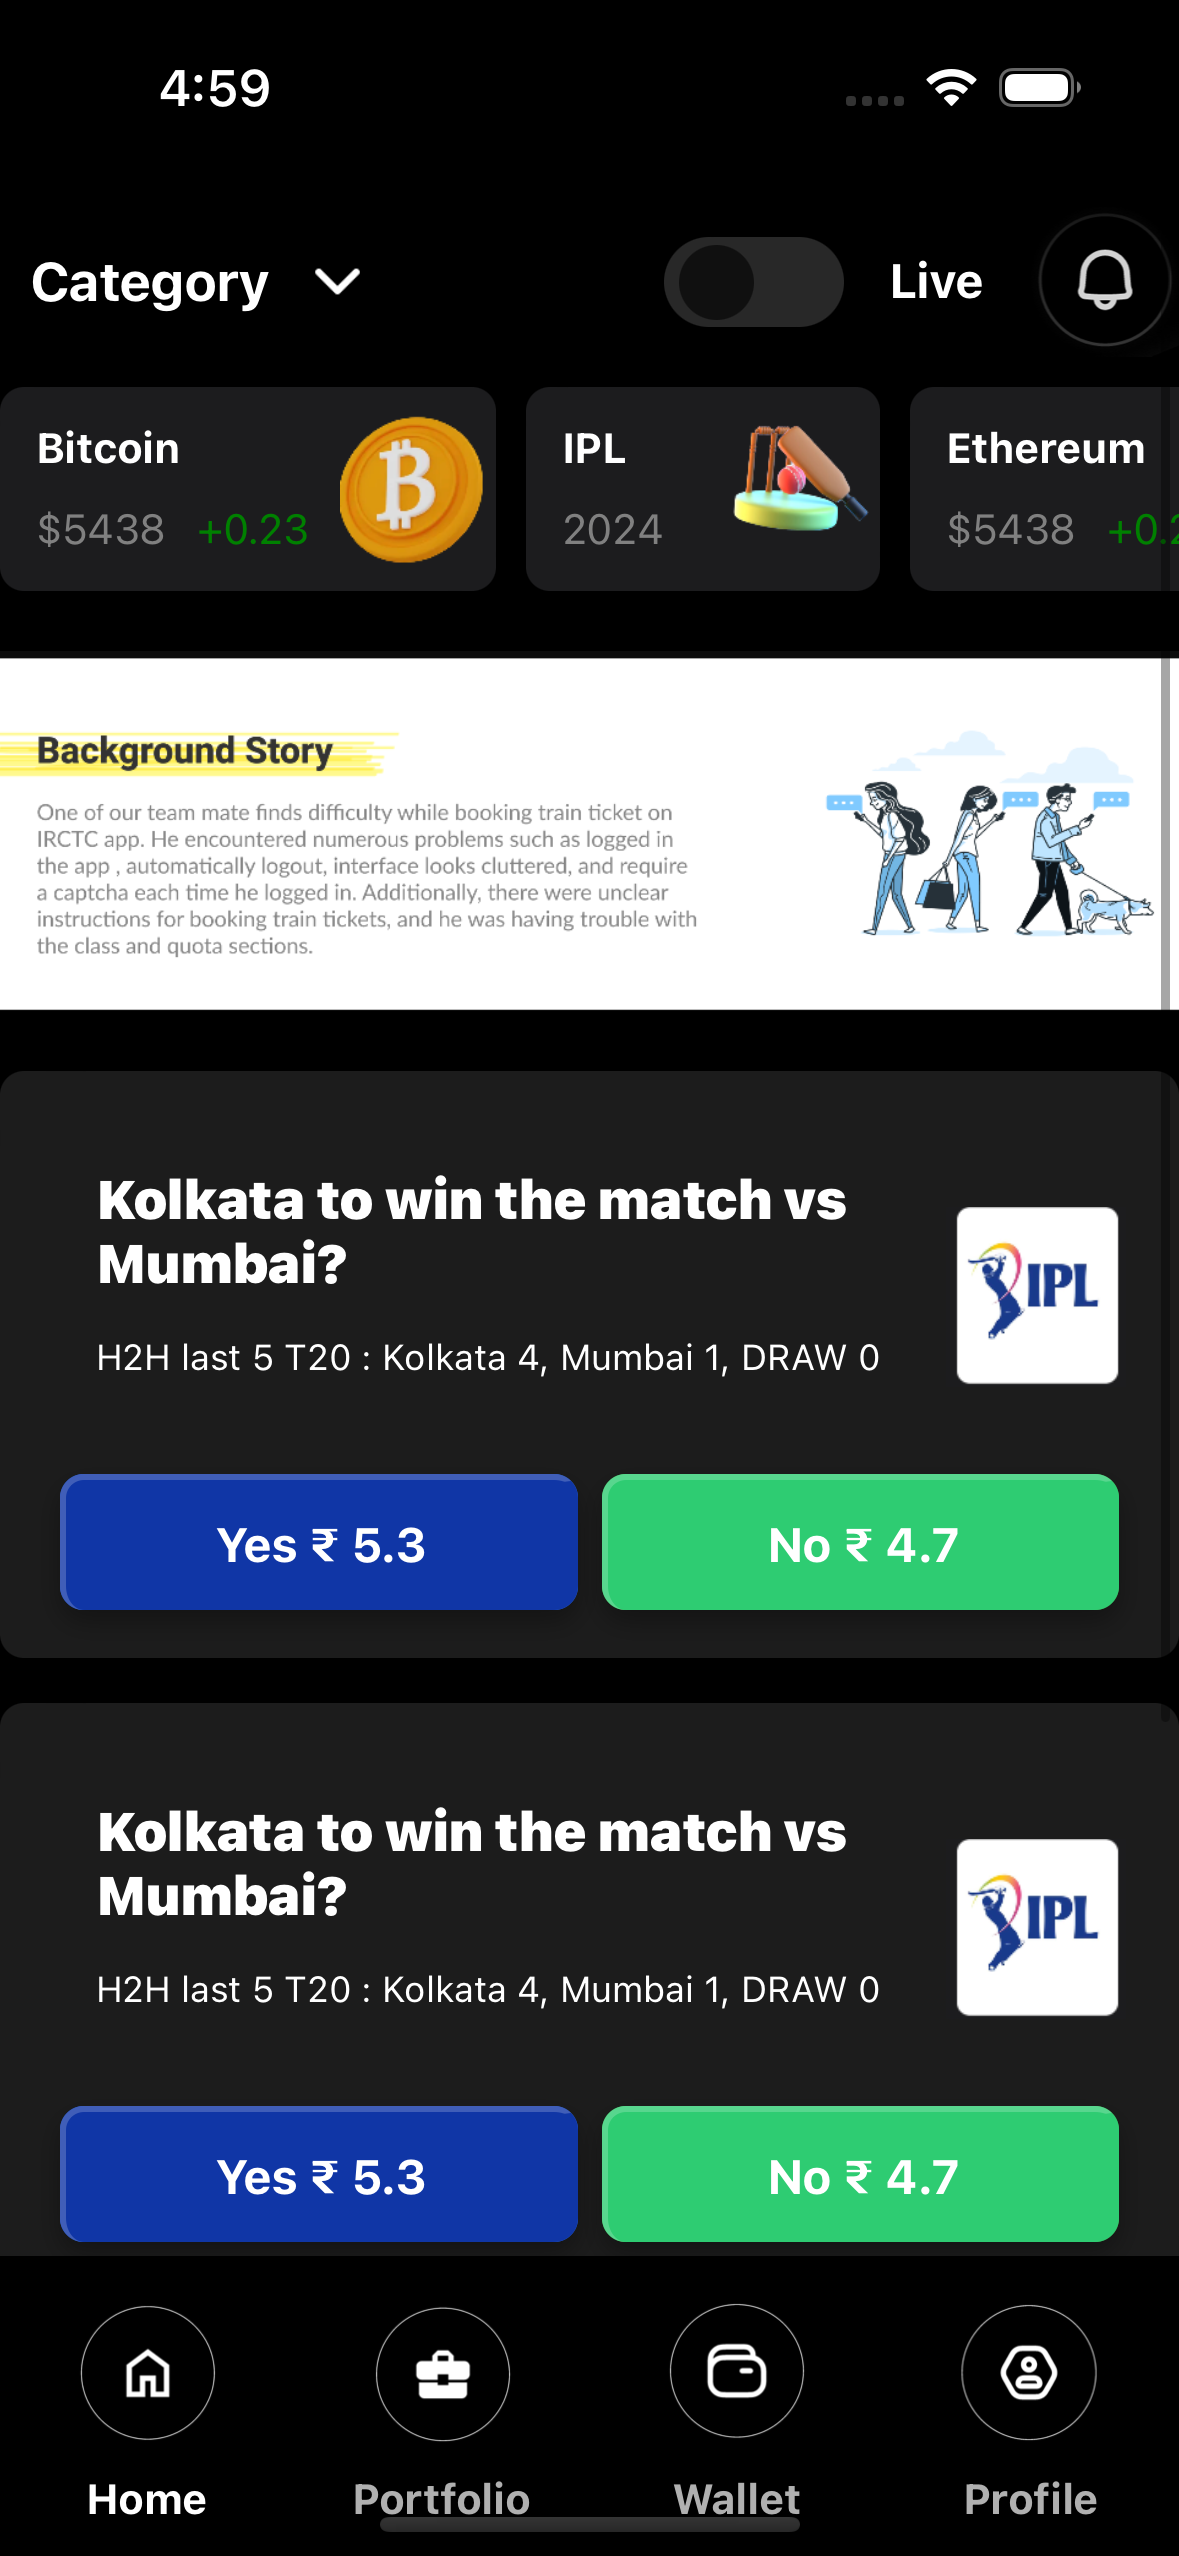 4:59
Category
Live
Bitcoin
$5438 +0.23
IPL
2024
Ethereum
$5438 +0.2
Background Story
One of our team mate finds difficulty while booking train ticket on
IRCTC app. He encountered numerous problems such as logged in
the app , automatically logout, interface looks cluttered, and require
a captcha each time he logged in. Additionally, there were unclear
instructions for booking train tickets, and he was having trouble with
the class and quota sections.
Kolkata to win the match vs
Mumbai?
IPL
H2H last 5 T20 : Kolkata 4, Mumbai 1, DRAW 0
Yes ₹ 5.3
No ₹ 4.7
Kolkata to win the match vs
Mumbai?
IPL
H2H last 5 T20 : Kolkata 4, Mumbai 1, DRAW 0
Yes ₹ 5.3
No ₹ 4.7
Home
Portfolio
Wallet
Profile